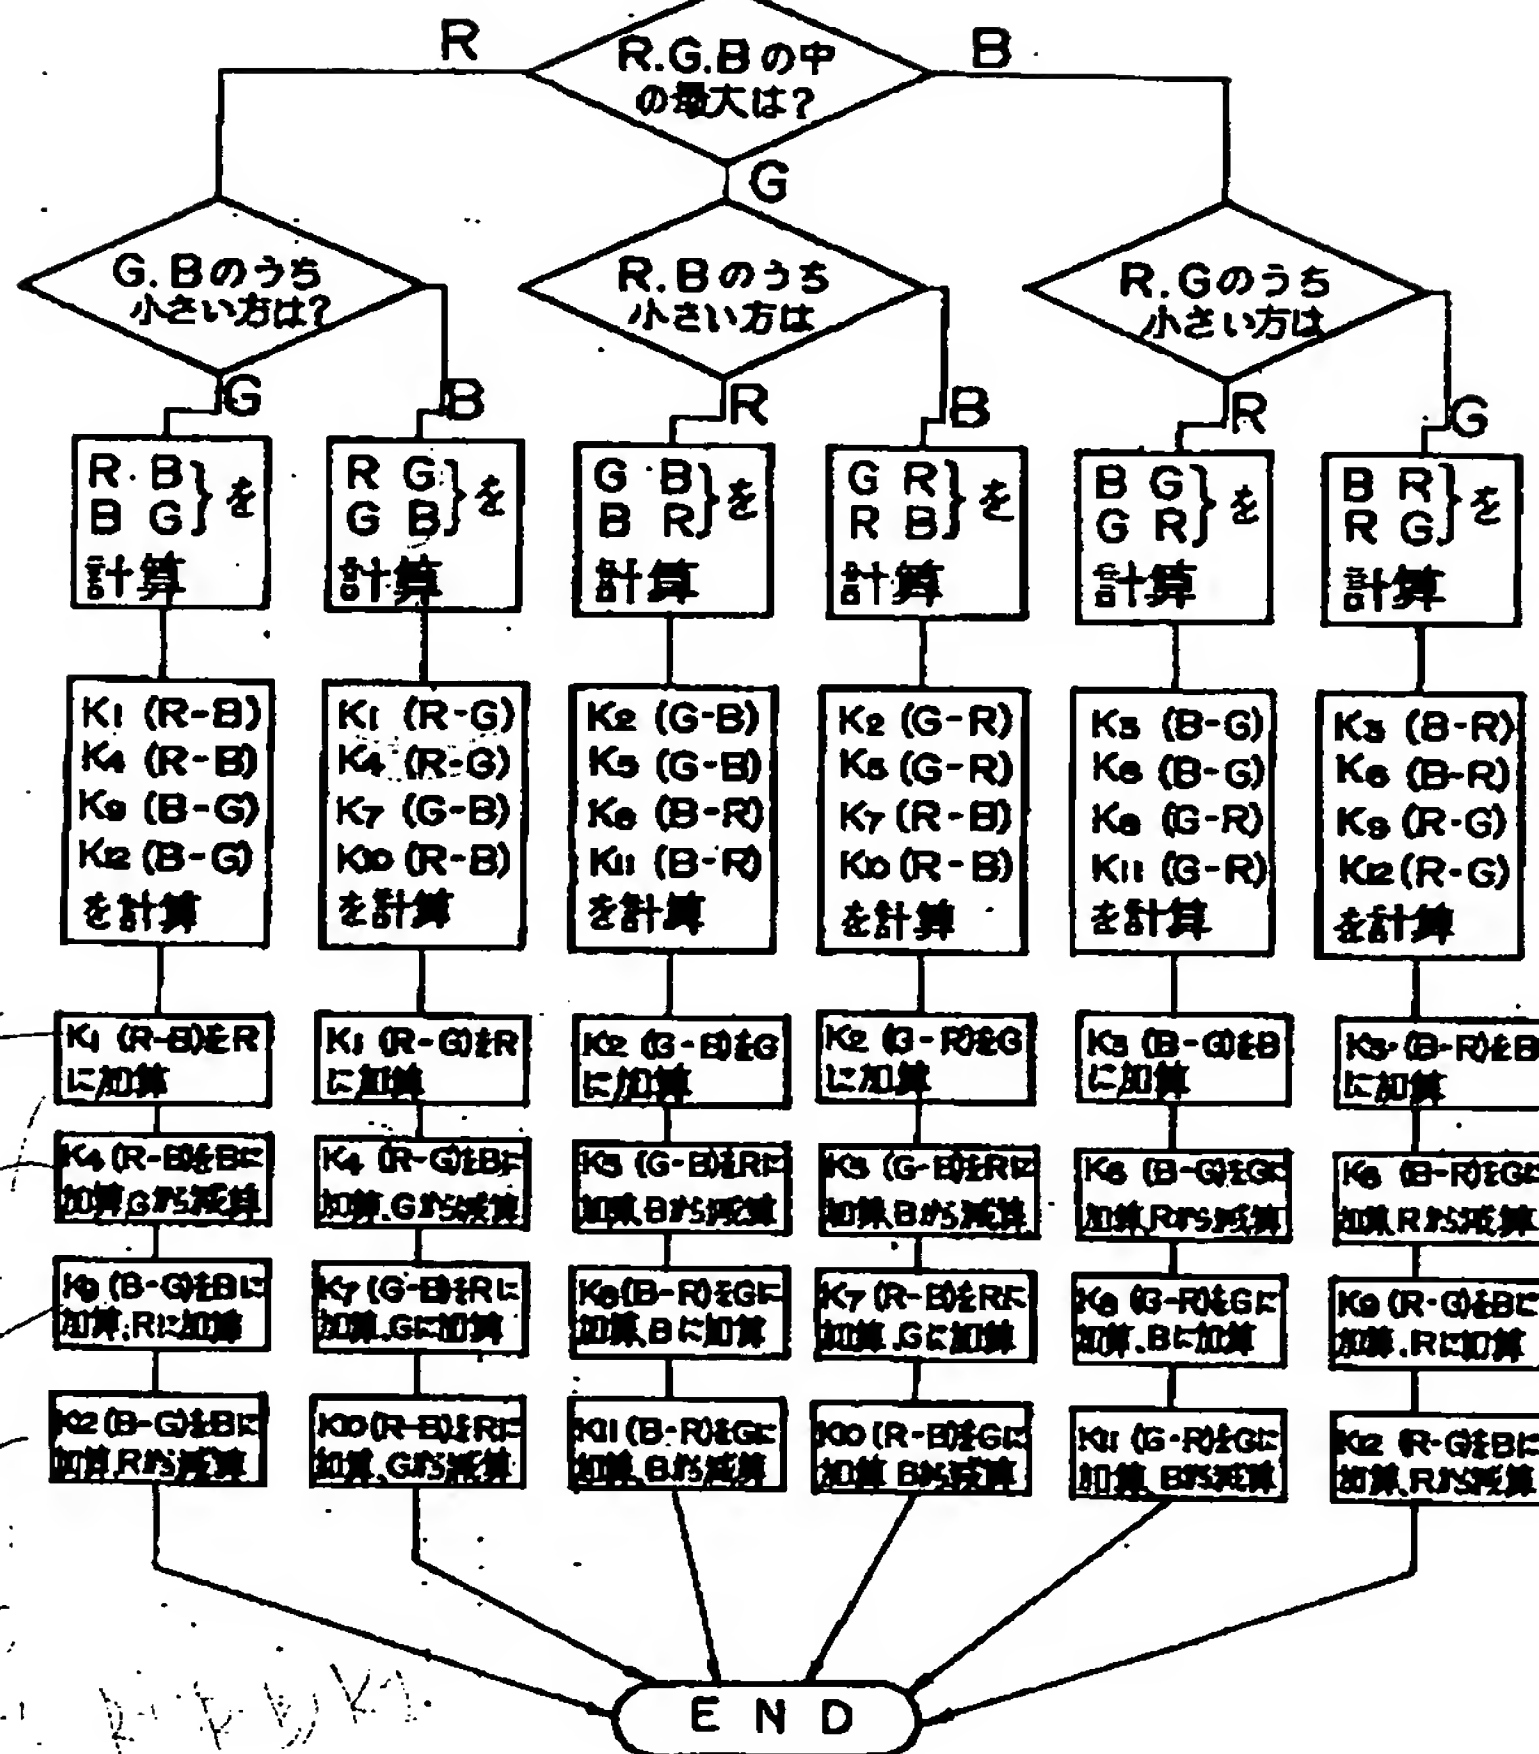 R
R.G.Bの中
の最大は?
B
G
G.Bのうち
小さい方は?
G
B
R.Bのうち
小さい方は
R
B
R.Gのうち
小さい方は
R
G
R B
B G
}を
計算
R G
G B
}を
計算
G B
B R
}を
計算
G R
R B
}を
計算
B G
G R
}を
計算
B R
R G
}を
計算
K1 (R-B)
K4 (R-B)
K9 (B-G)
K12 (B-G)
を計算
K1 (R-G)
K4 (R-G)
K7 (G-B)
K10 (R-B)
を計算
K2 (G-B)
K5 (G-B)
K8 (B-R)
K11 (B-R)
を計算
K2 (G-R)
K5 (G-R)
K7 (R-B)
K10 (R-B)
を計算
K3 (B-G)
K6 (B-G)
K8 (G-R)
K11 (G-R)
を計算
K3 (B-R)
K6 (B-R)
K9 (R-G)
K12 (R-G)
を計算
K1 (R-B)をR
に加算
K1 (R-G)をR
に加算
K2 (G-B)をG
に加算
K2 (G-R)をG
に加算
K3 (B-G)をB
に加算
K3 (B-R)をB
に加算
K4 (R-B)をBに
加算,Gから減算
K4 (R-G)をBに
加算,Gから減算
K5 (G-B)をRに
加算,Bから減算
K5 (G-B)をRに
加算,Bから減算
K6 (B-G)をGに
加算,Rから減算
K6 (B-R)をGに
加算,Rから減算
K9 (B-G)をBに
加算,Rに加算
K7 (G-B)をRに
加算,Gに加算
K8 (B-R)をGに
加算,Bに加算
K7 (R-B)をRに
加算,Gに加算
K8 (G-R)をGに
加算,Bに加算
K9 (R-G)をBに
加算,Rに加算
K12 (B-G)をBに
加算,Rから減算
K10 (R-B)をRに
加算,Gから減算
K11 (B-R)をGに
加算,Bから減算
K10 (R-B)をGに
加算,Bから減算
K11 (G-R)をGに
加算,Bから減算
K12 (R-G)をBに
加算,Rから減算
END